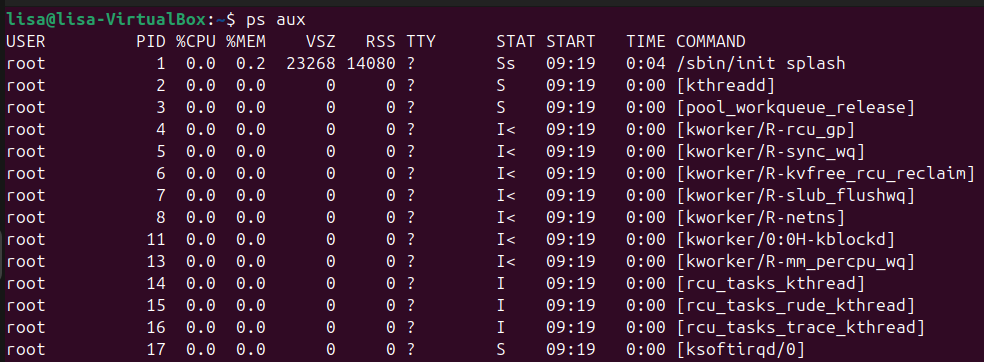 lisa@lisa-VirtualBox:~$ ps aux
USER PID %CPU %MEM VSZ RSS TTY STAT START TIME COMMAND
root 1 0.0 0.2 23268 14080 ? Ss 09:19 0:04 /sbin/init splash
root 2 0.0 0.0 0 0 ? S 09:19 0:00 [kthreadd]
root 3 0.0 0.0 0 0 ? S 09:19 0:00 [pool_workqueue_release]
root 4 0.0 0.0 0 0 ? I< 09:19 0:00 [kworker/R-rcu_gp]
root 5 0.0 0.0 0 0 ? I< 09:19 0:00 [kworker/R-sync_wq]
root 6 0.0 0.0 0 0 ? I< 09:19 0:00 [kworker/R-kvfree_rcu_reclaim]
root 7 0.0 0.0 0 0 ? I< 09:19 0:00 [kworker/R-slub_flushwq]
root 8 0.0 0.0 0 0 ? I< 09:19 0:00 [kworker/R-netns]
root 11 0.0 0.0 0 0 ? I< 09:19 0:00 [kworker/0:0H-kblockd]
root 13 0.0 0.0 0 0 ? I< 09:19 0:00 [kworker/R-mm_percpu_wq]
root 14 0.0 0.0 0 0 ? I 09:19 0:00 [rcu_tasks_kthread]
root 15 0.0 0.0 0 0 ? I 09:19 0:00 [rcu_tasks_rude_kthread]
root 16 0.0 0.0 0 0 ? I 09:19 0:00 [rcu_tasks_trace_kthread]
root 17 0.0 0.0 0 0 ? S 09:19 0:00 [ksoftirqd/0]